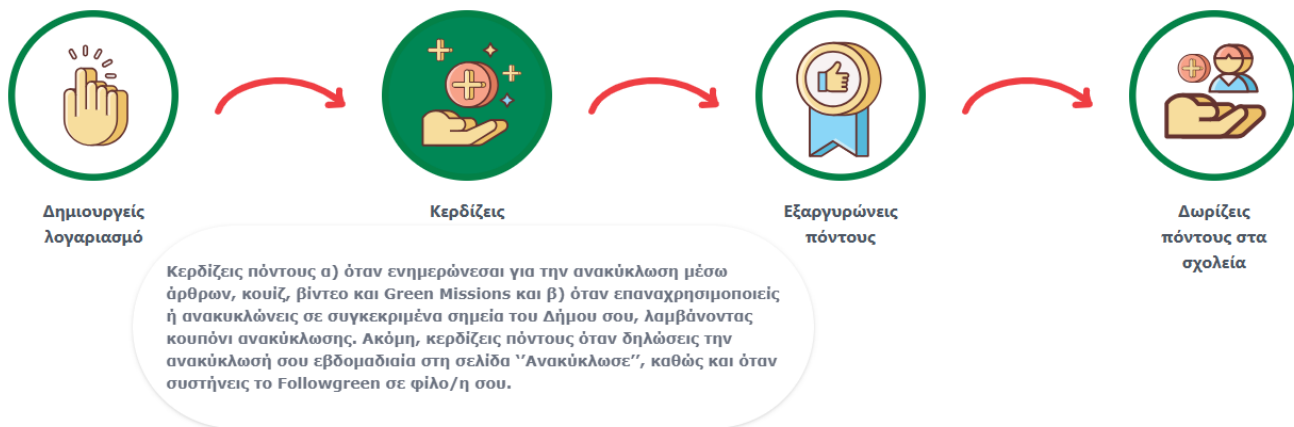 Δημιουργείς
λογαριασμό
Κερδίζεις
Εξαργυρώνεις
πόντους
Δωρίζεις
πόντους στα
σχολεία
Κερδίζεις πόντους α) όταν ενημερώνεσαι για την ανακύκλωση μέσω
άρθρων, κουίζ, βίντεο και Green Missions και β) όταν επαναχρησιμοποιείς
ή ανακυκλώνεις σε συγκεκριμένα σημεία του Δήμου σου, λαμβάνοντας
κουπόνι ανακύκλωσης. Ακόμη, κερδίζεις πόντους όταν δηλώσεις την
ανακύκλωσή σου εβδομαδιαία στη σελίδα ‘‘Ανακύκλωσε’’, καθώς και όταν
συστήνεις το Followgreen σε φίλο/η σου.